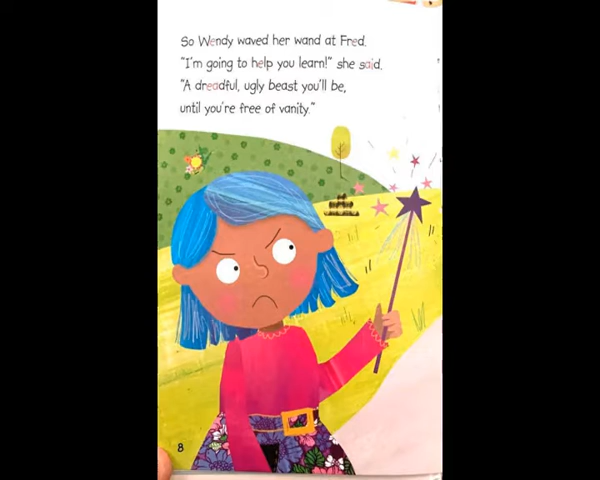 So Wendy waved her wand at Fred.
"I'm going to help you learn!" she said.
"A dreadful, ugly beast you'll be,
until you're free of vanity."
8